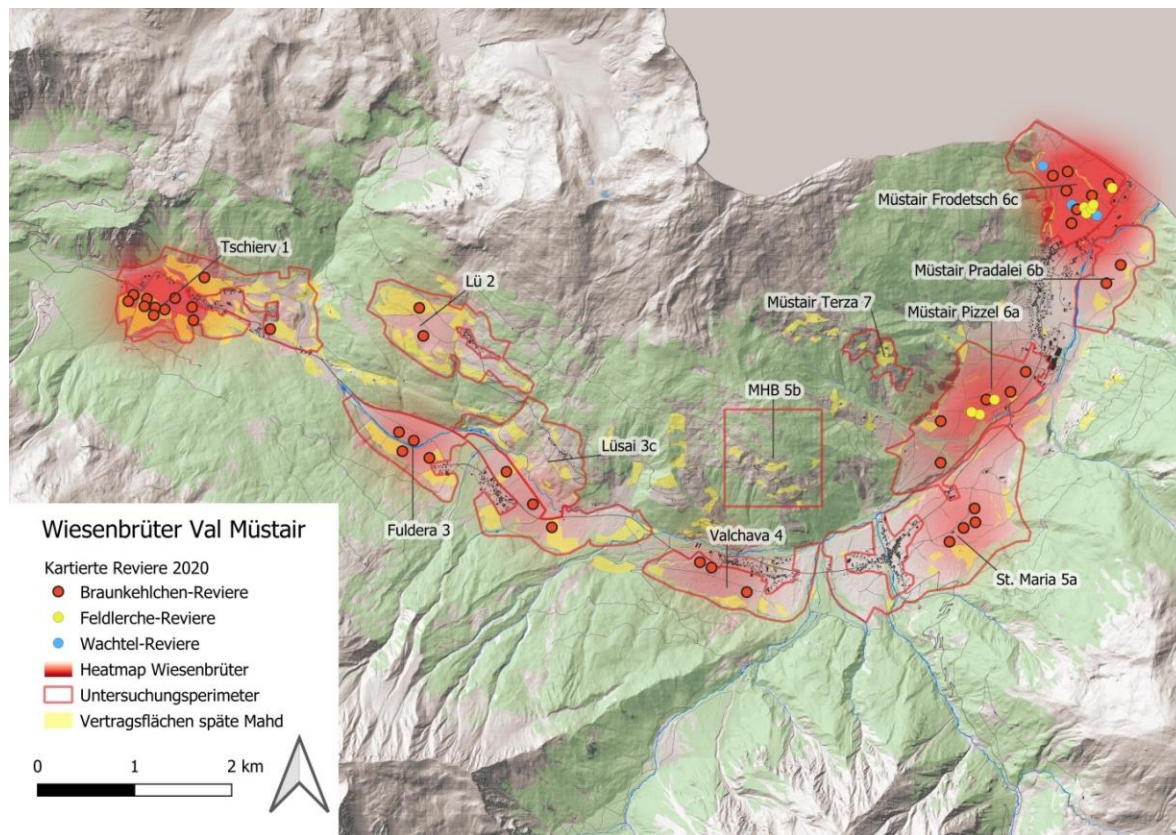 Müstair Frodetsch 6c
Tschierv 1
Lü 2
Müstair Pradalei 6b
Müstair Terza 7
Müstair Pizzel 6a
MHB 5b
Lüsai 3c
Fuldera 3
Valchava 4
St. Maria 5a
Wiesenbrüter Val Müstair
Kartierte Reviere 2020
Braunkehlchen-Reviere
Feldlerche-Reviere
Wachtel-Reviere
Heatmap Wiesenbrüter
Untersuchungsperimeter
Vertragsflächen späte Mahd
0 1 2 km